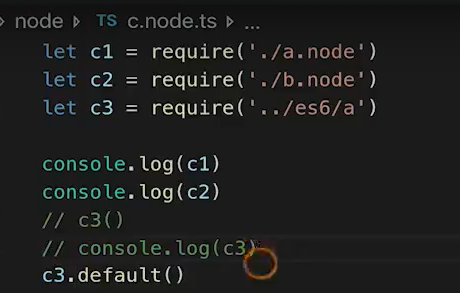 node TS c.node.ts ...
let c1 = require('./a.node')
let c2 = require('./b.node')
let c3 = require('../es6/a')
console.log(c1)
console.log(c2)
// c3()
// console.log(c3)
c3.default()